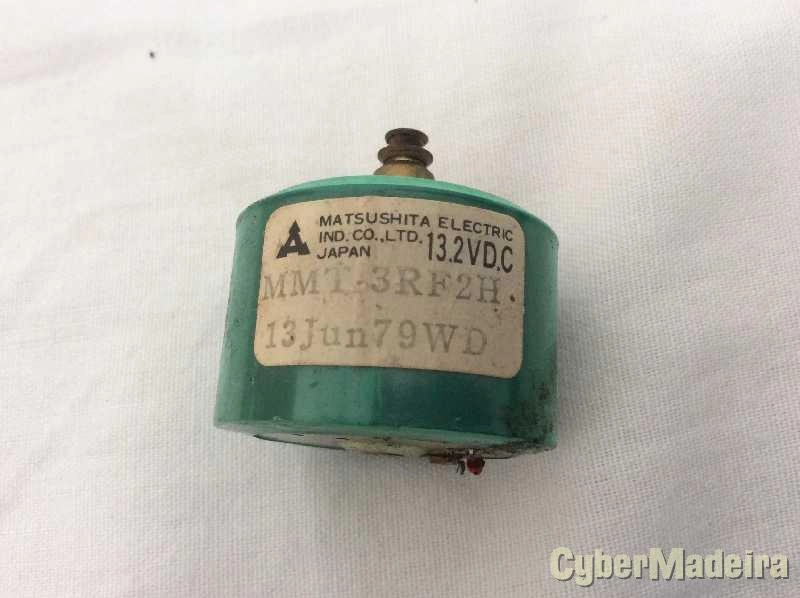 MATSUSHITA ELECTRIC
IND. CO.,LTD. 13.2VD.C
JAPAN
MMT-3RF2H.
13Jun79WD
CyberMadeira